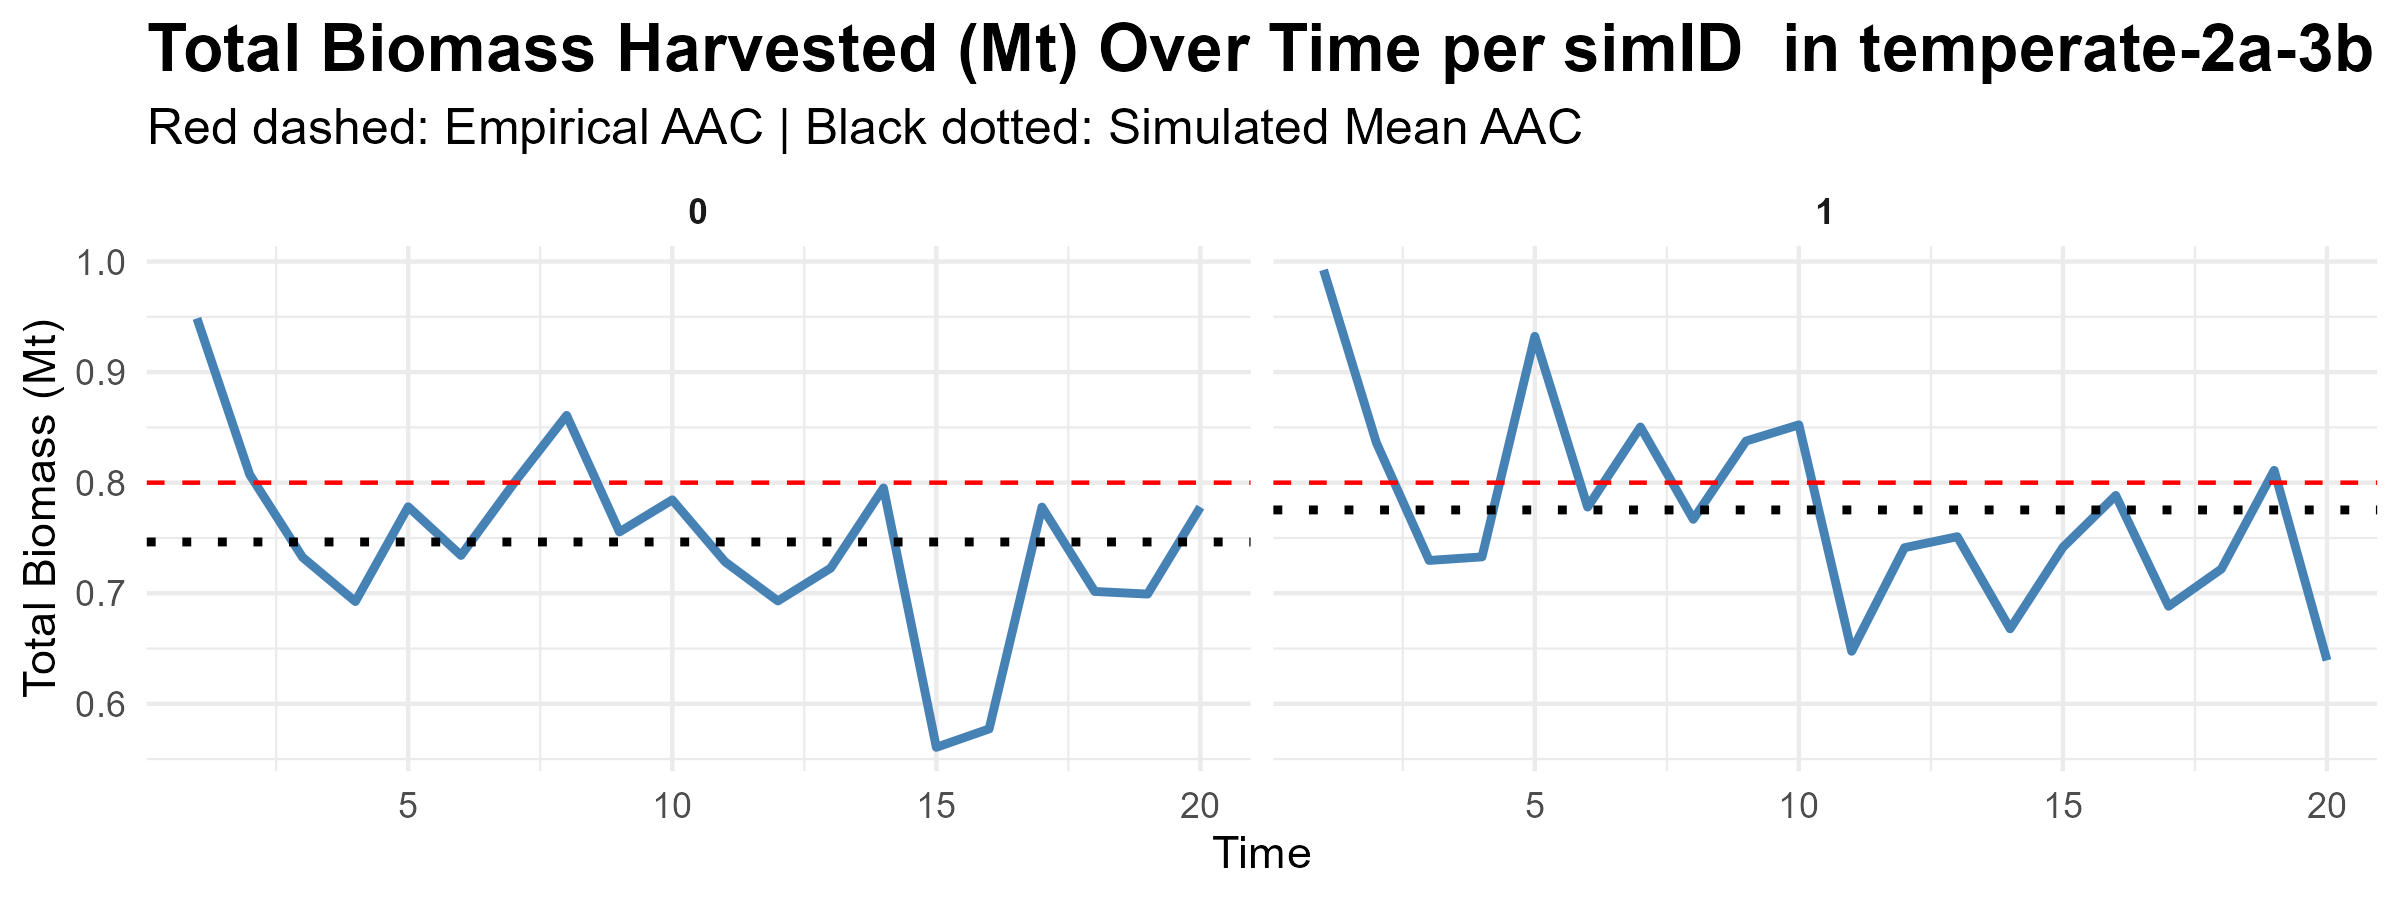 Total Biomass Harvested (Mt) Over Time per simID  in temperate-2a-3b
Red dashed: Empirical AAC | Black dotted: Simulated Mean AAC
0
1
Total Biomass (Mt)
1.0
0.9
0.8
0.7
0.6
5 10 15 20
5 10 15 20
Time